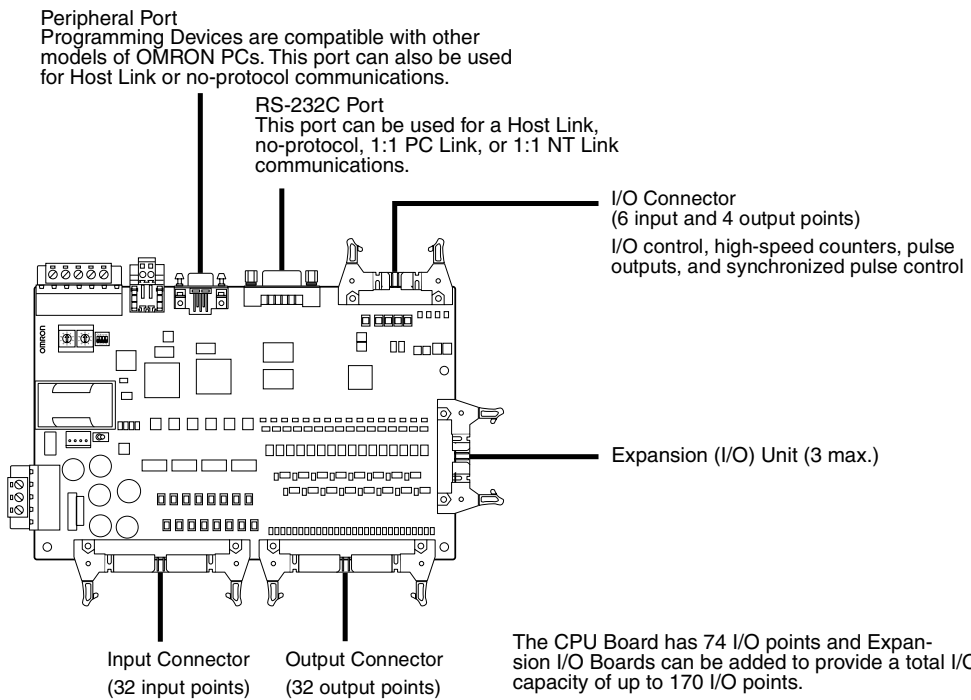 Peripheral Port
Programming Devices are compatible with other
models of OMRON PCs. This port can also be used
for Host Link or no-protocol communications.
RS-232C Port
This port can be used for a Host Link,
no-protocol, 1:1 PC Link, or 1:1 NT Link
communications.
I/O Connector
(6 input and 4 output points)
I/O control, high-speed counters, pulse
outputs, and synchronized pulse control
OMRON
Expansion (I/O) Unit (3 max.)
Input Connector
(32 input points)
Output Connector
(32 output points)
The CPU Board has 74 I/O points and Expan-
sion I/O Boards can be added to provide a total I/O
capacity of up to 170 I/O points.